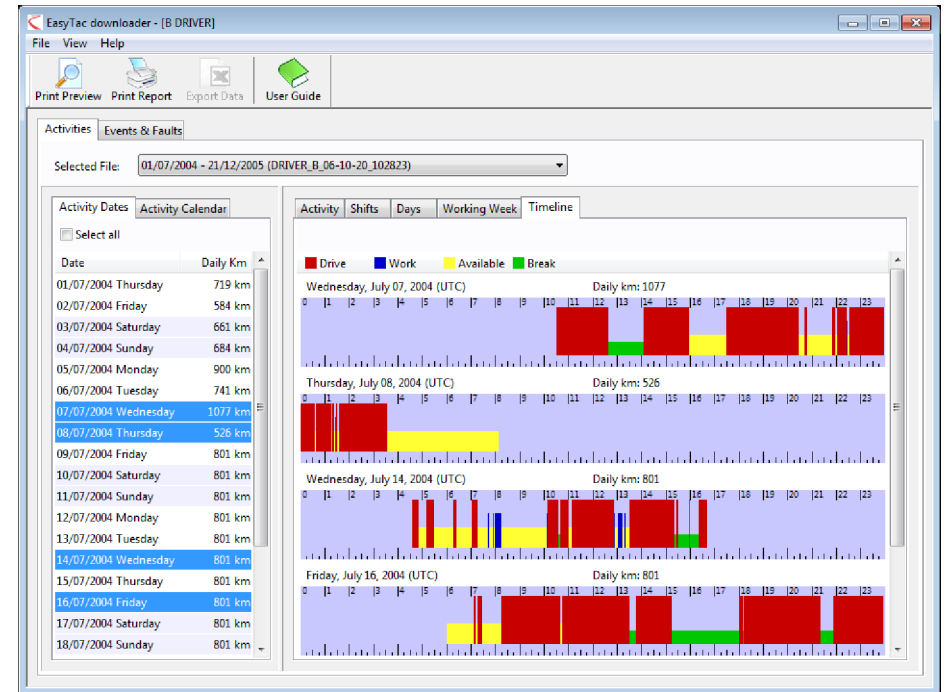 EasyTac downloader - [B DRIVER]
File View Help
Print Preview Print Report Export Data User Guide
Activities Events & Faults
Selected File: 01/07/2004 - 21/12/2005 (DRIVER_B_06-10-20_102823)
Activity Dates Activity Calendar
Select all
Date Daily Km
01/07/2004 Thursday 719 km
02/07/2004 Friday 584 km
03/07/2004 Saturday 661 km
04/07/2004 Sunday 684 km
05/07/2004 Monday 900 km
06/07/2004 Tuesday 741 km
07/07/2004 Wednesday 1077 km
08/07/2004 Thursday 526 km
09/07/2004 Friday 801 km
10/07/2004 Saturday 801 km
11/07/2004 Sunday 801 km
12/07/2004 Monday 801 km
13/07/2004 Tuesday 801 km
14/07/2004 Wednesday 801 km
15/07/2004 Thursday 801 km
16/07/2004 Friday 801 km
17/07/2004 Saturday 801 km
18/07/2004 Sunday 801 km
Activity Shifts Days Working Week Timeline
Drive Work Available Break
Wednesday, July 07, 2004 (UTC) Daily km: 1077
0 1 2 3 4 5 6 7 8 9 10 11 12 13 14 15 16 17 18 19 20 21 22 23
Thursday, July 08, 2004 (UTC) Daily km: 526
0 1 2 3 4 5 6 7 8 9 10 11 12 13 14 15 16 17 18 19 20 21 22 23
Wednesday, July 14, 2004 (UTC) Daily km: 801
0 1 2 3 4 5 6 7 8 9 10 11 12 13 14 15 16 17 18 19 20 21 22 23
Friday, July 16, 2004 (UTC) Daily km: 801
0 1 2 3 4 5 6 7 8 9 10 11 12 13 14 15 16 17 18 19 20 21 22 23